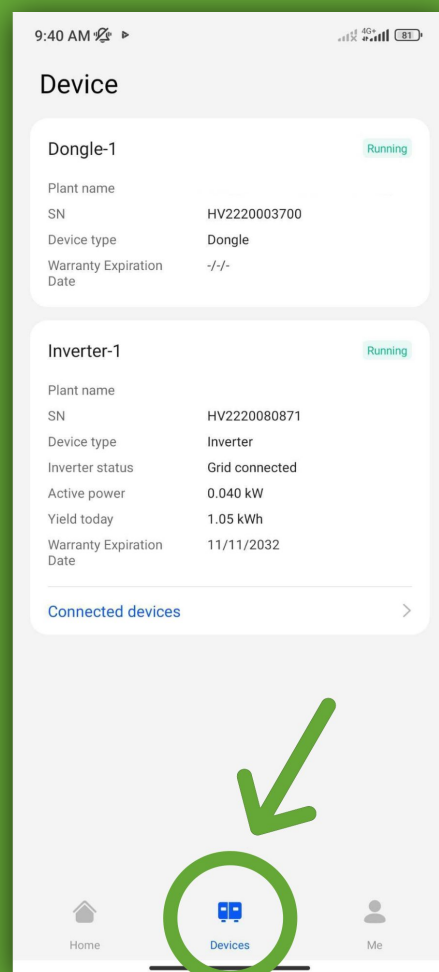 9:40 AM
4G+
81
Device
Dongle-1 Running
Plant name
SN HV2220003700
Device type Dongle
Warranty Expiration Date -/-/-
Inverter-1 Running
Plant name
SN HV2220080871
Device type Inverter
Inverter status Grid connected
Active power 0.040 kW
Yield today 1.05 kWh
Warranty Expiration Date 11/11/2032
Connected devices
Home Devices Me